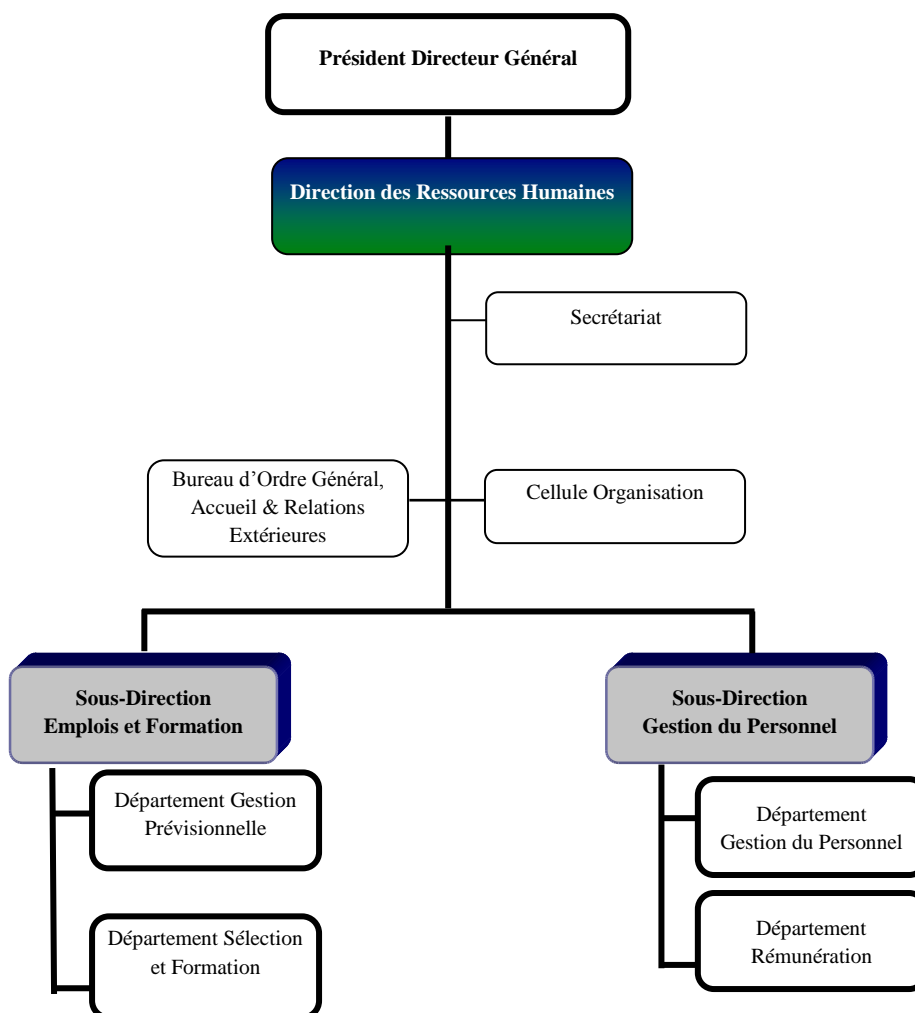 Président Directeur Général
Direction des Ressources Humaines
Secrétariat
Bureau d’Ordre Général,
Accueil & Relations
Extérieures
Cellule Organisation
Sous-Direction
Emplois et Formation
Sous-Direction
Gestion du Personnel
Département Gestion
Prévisionnelle
Département
Gestion du Personnel
Département Sélection
et Formation
Département
Rémunération